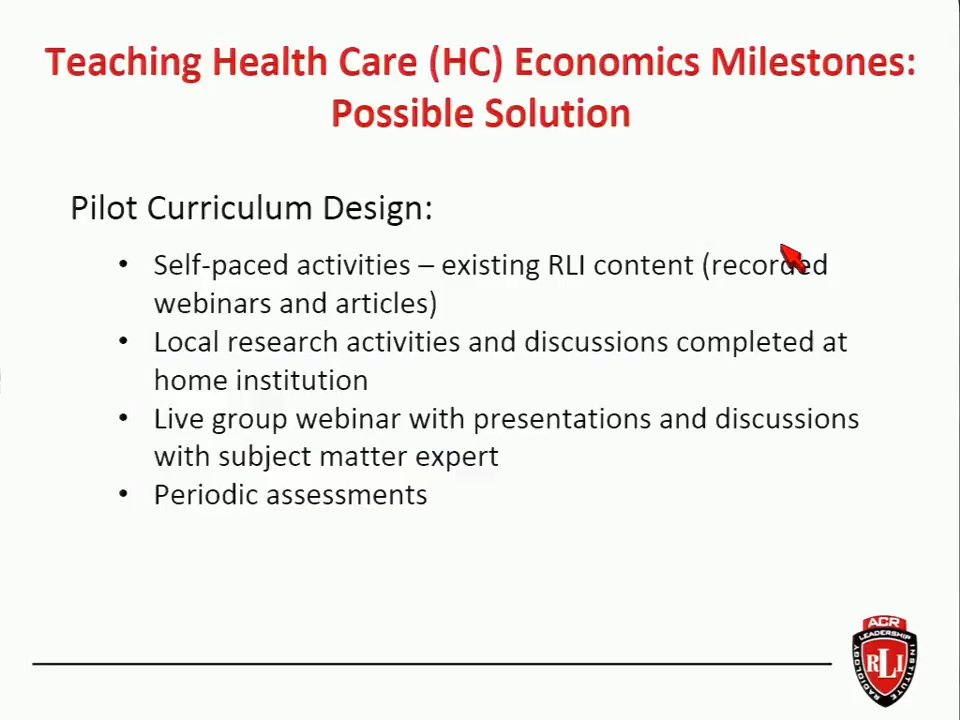 Teaching Health Care (HC) Economics Milestones:
Possible Solution
Pilot Curriculum Design:
• Self-paced activities – existing RLI content (recorded
webinars and articles)
• Local research activities and discussions completed at
home institution
• Live group webinar with presentations and discussions
with subject matter expert
• Periodic assessments
ACR
RADIOLOGY LEADERSHIP INSTITUTE
RLI